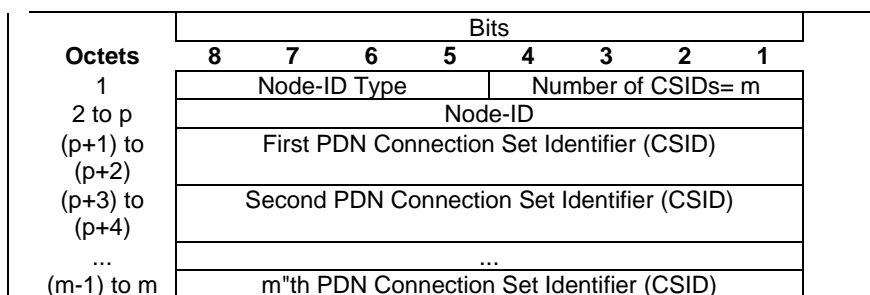 Bits
Octets 8 7 6 5 4 3 2 1
1 Node-ID Type Number of CSIDs= m
2 to p Node-ID
(p+1) to First PDN Connection Set Identifier (CSID)
(p+2)
(p+3) to Second PDN Connection Set Identifier (CSID)
(p+4)
... ...
(m-1) to m m"th PDN Connection Set Identifier (CSID)